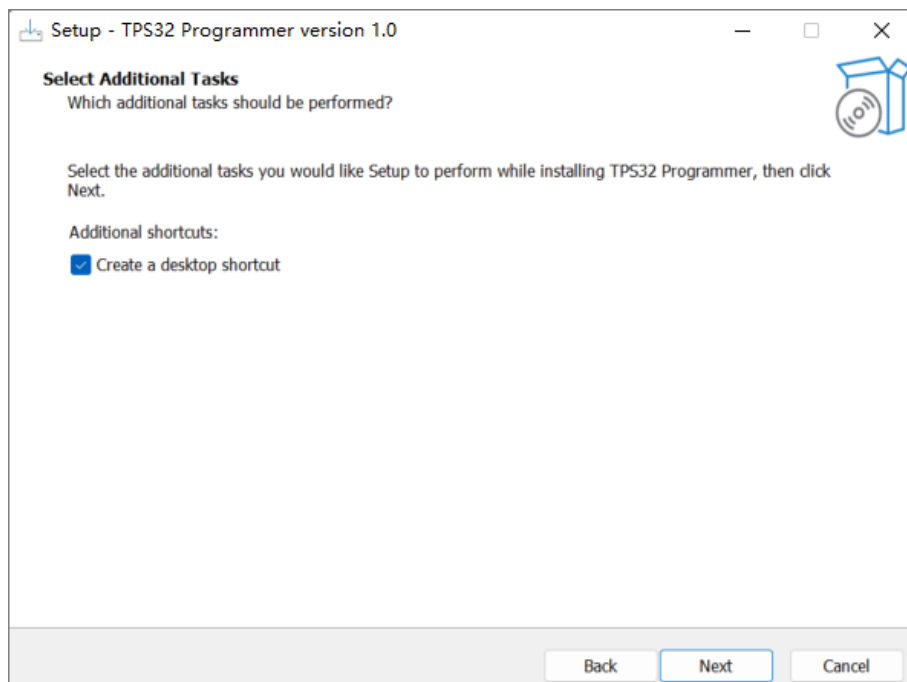 Setup - TPS32 Programmer version 1.0
Select Additional Tasks
Which additional tasks should be performed?
Select the additional tasks you would like Setup to perform while installing TPS32 Programmer, then click
Next.
Additional shortcuts:
Create a desktop shortcut
Back Next Cancel